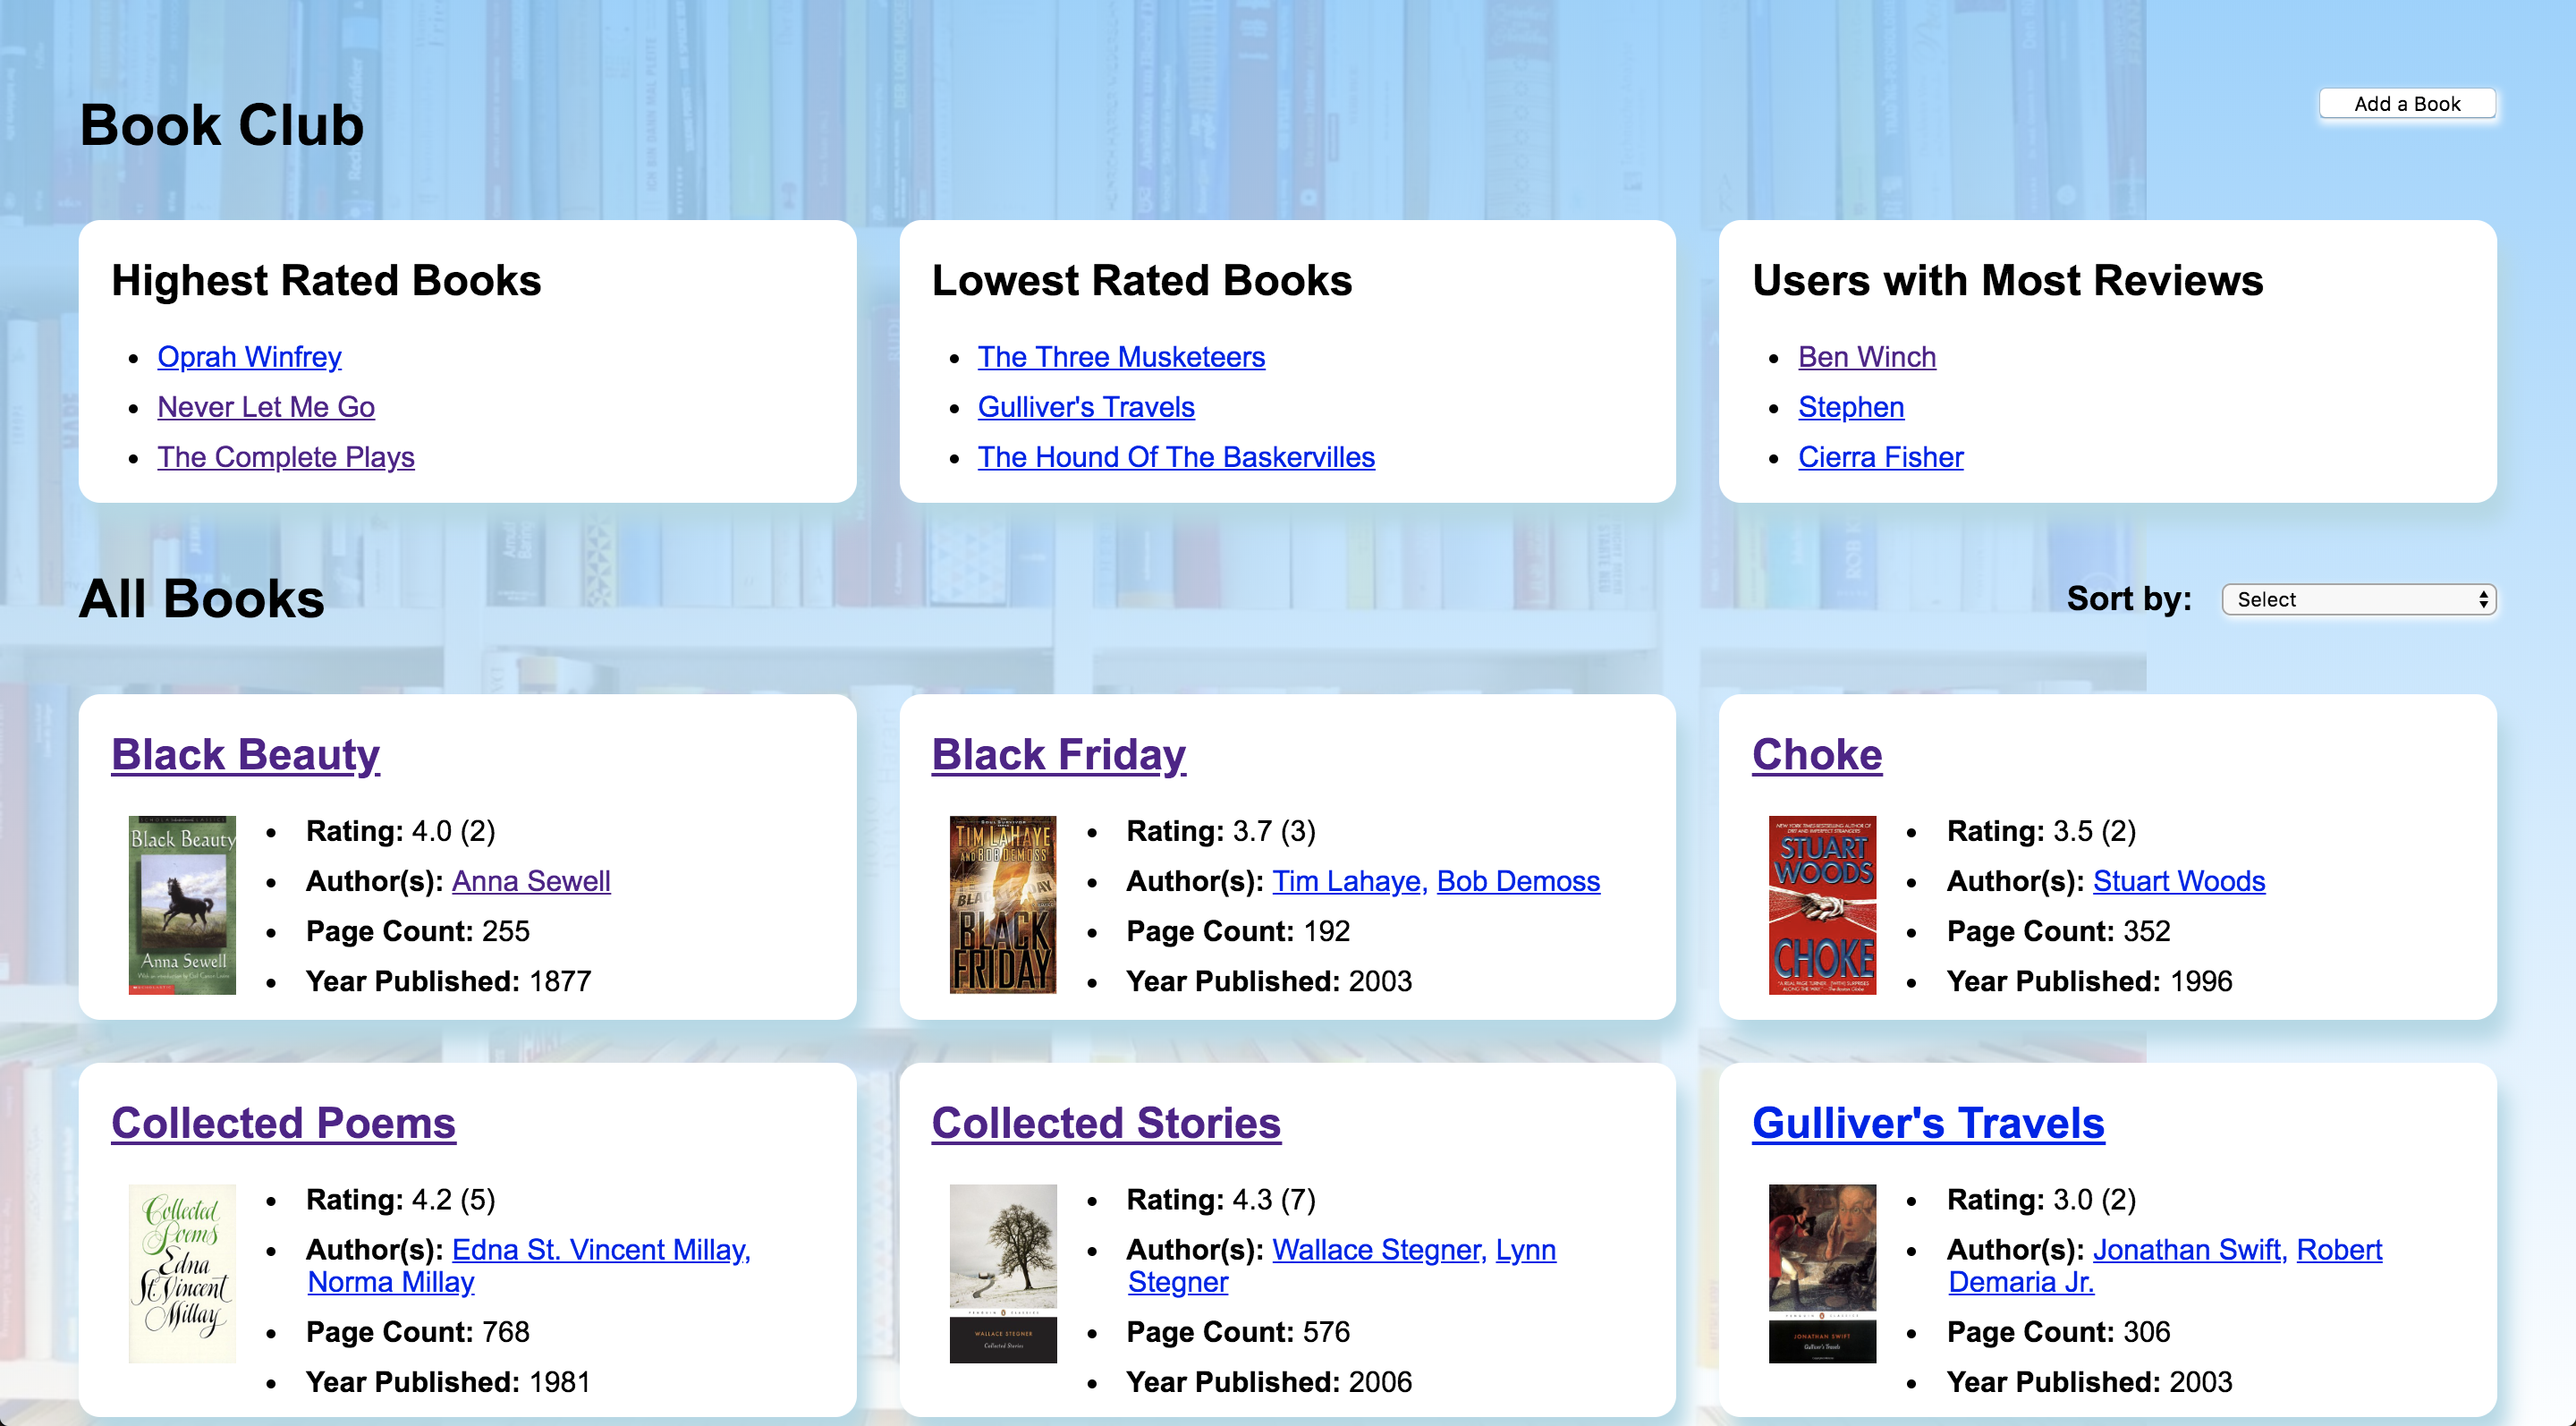 Book Club
Add a Book
Highest Rated Books
Oprah Winfrey
Never Let Me Go
The Complete Plays
Lowest Rated Books
The Three Musketeers
Gulliver's Travels
The Hound Of The Baskervilles
Users with Most Reviews
Ben Winch
Stephen
Cierra Fisher
All Books
Sort by: Select
Black Beauty
Black Beauty
Anna Sewell
Rating: 4.0 (2)
Author(s): Anna Sewell
Page Count: 255
Year Published: 1877
Black Friday
TIM LAHAYE
AND BOB DEMOSS
BLACK
FRIDAY
Rating: 3.7 (3)
Author(s): Tim Lahaye, Bob Demoss
Page Count: 192
Year Published: 2003
Choke
STUART
WOODS
CHOKE
Rating: 3.5 (2)
Author(s): Stuart Woods
Page Count: 352
Year Published: 1996
Collected Poems
Collected
Poems
Edna
St. Vincent
Millay
Rating: 4.2 (5)
Author(s): Edna St. Vincent Millay,
Norma Millay
Page Count: 768
Year Published: 1981
Collected Stories
WALLACE STEGNER
Collected Stories
Rating: 4.3 (7)
Author(s): Wallace Stegner, Lynn
Stegner
Page Count: 576
Year Published: 2006
Gulliver's Travels
JONATHAN SWIFT
Gulliver's Travels
Rating: 3.0 (2)
Author(s): Jonathan Swift, Robert
Demaria Jr.
Page Count: 306
Year Published: 2003